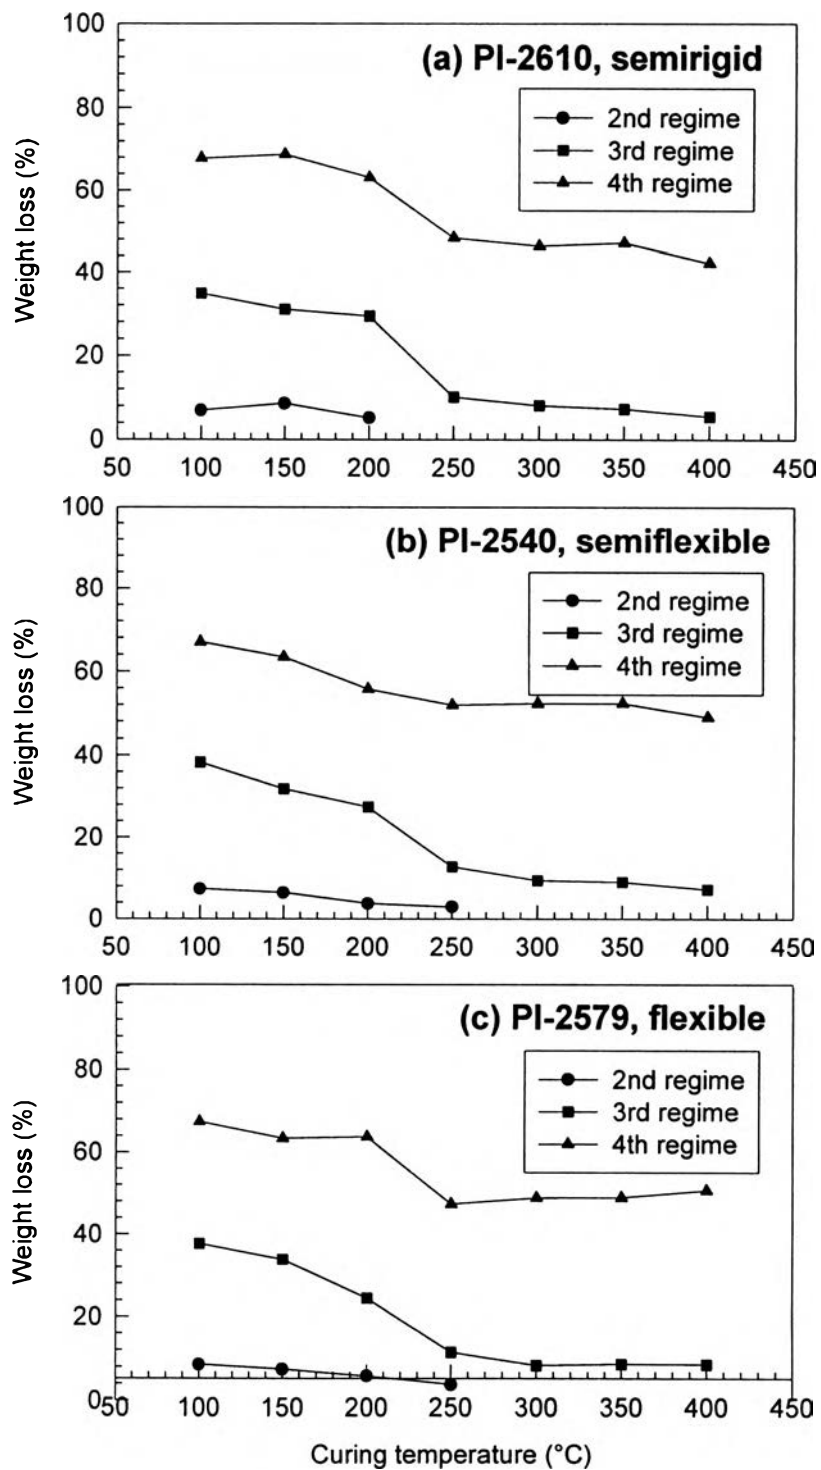 100
80
60
40
20
0
Weight loss (%)
(a) PI-2610, semirigid
2nd regime
3rd regime
4th regime
50 100 150 200 250 300 350 400 450
100
80
60
40
20
0
Weight loss (%)
(b) PI-2540, semiflexible
2nd regime
3rd regime
4th regime
50 100 150 200 250 300 350 400 450
100
80
60
40
20
0
Weight loss (%)
(c) PI-2579, flexible
2nd regime
3rd regime
4th regime
50 100 150 200 250 300 350 400 450
Curing temperature (°C)